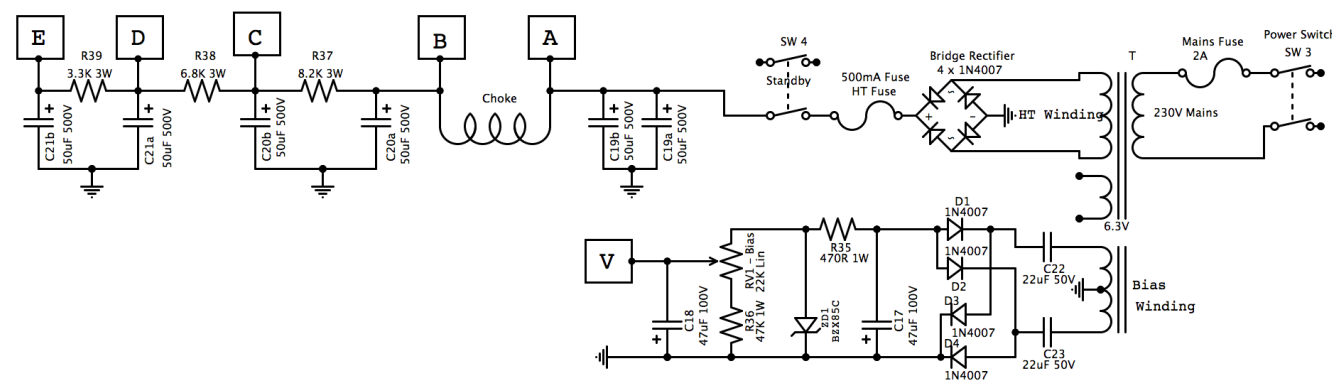 E
D
C
B
A
R39
3.3K 3W
R38
6.8K 3W
R37
8.2K 3W
C21b
50uF 500V
C21a
50uF 500V
C20b
50uF 500V
C20a
50uF 500V
Choke
C19b
50uF 500V
C19a
50uF 500V
SW 4
Standby
500mA Fuse
HT Fuse
Bridge Rectifier
4 x 1N4007
~
+
-
~
HT Winding
T
230V Mains
Mains Fuse
2A
Power Switch
SW 3
6.3V
V
C18
47uF 100V
RV1 – Bias
22K Lin
R36
47K 1W
ZD1
BZX85C
R35
470R 1W
C17
47uF 100V
D1
1N4007
1N4007
D2
D3
1N4007
D4
1N4007
C22
22uF 50V
C23
22uF 50V
Bias
Winding